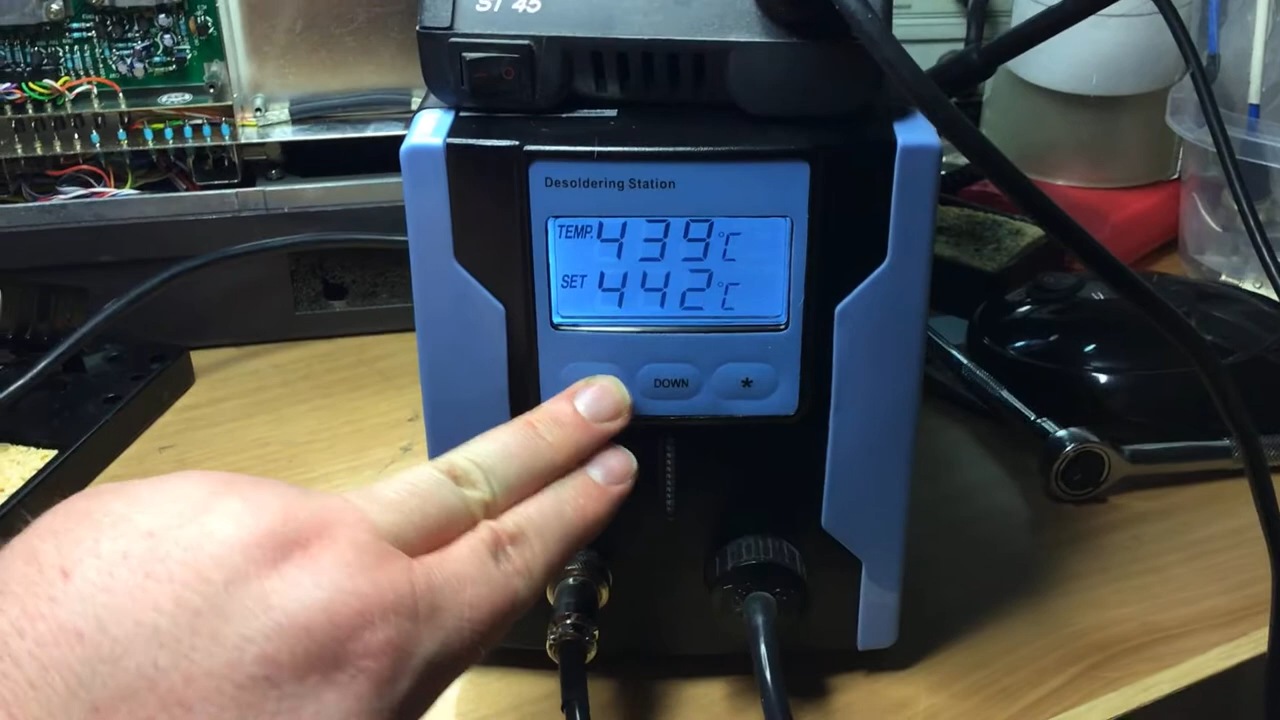 ST 45
Desoldering Station
TEMP. 439°C
SET 442°C
DOWN *